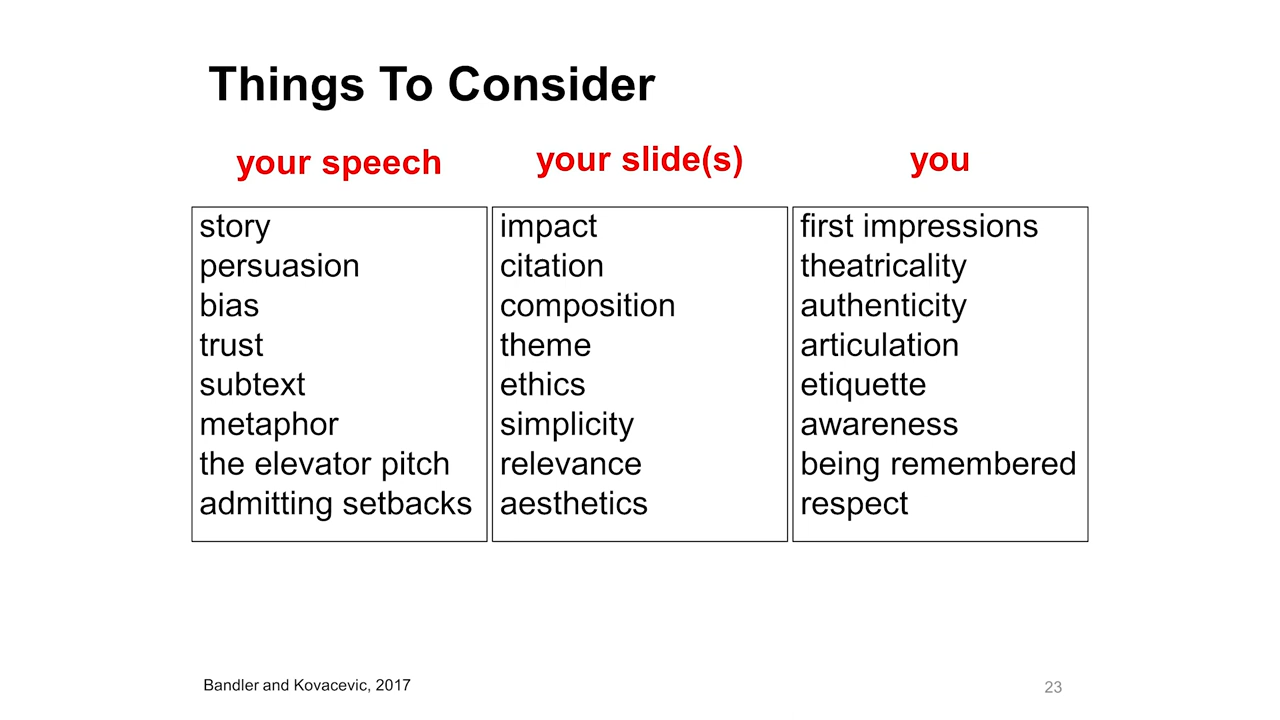 Things To Consider
your speech
story
persuasion
bias
trust
subtext
metaphor
the elevator pitch
admitting setbacks
your slide(s)
impact
citation
composition
theme
ethics
simplicity
relevance
aesthetics
you
first impressions
theatricality
authenticity
articulation
etiquette
awareness
being remembered
respect
Bandler and Kovacevic, 2017
23